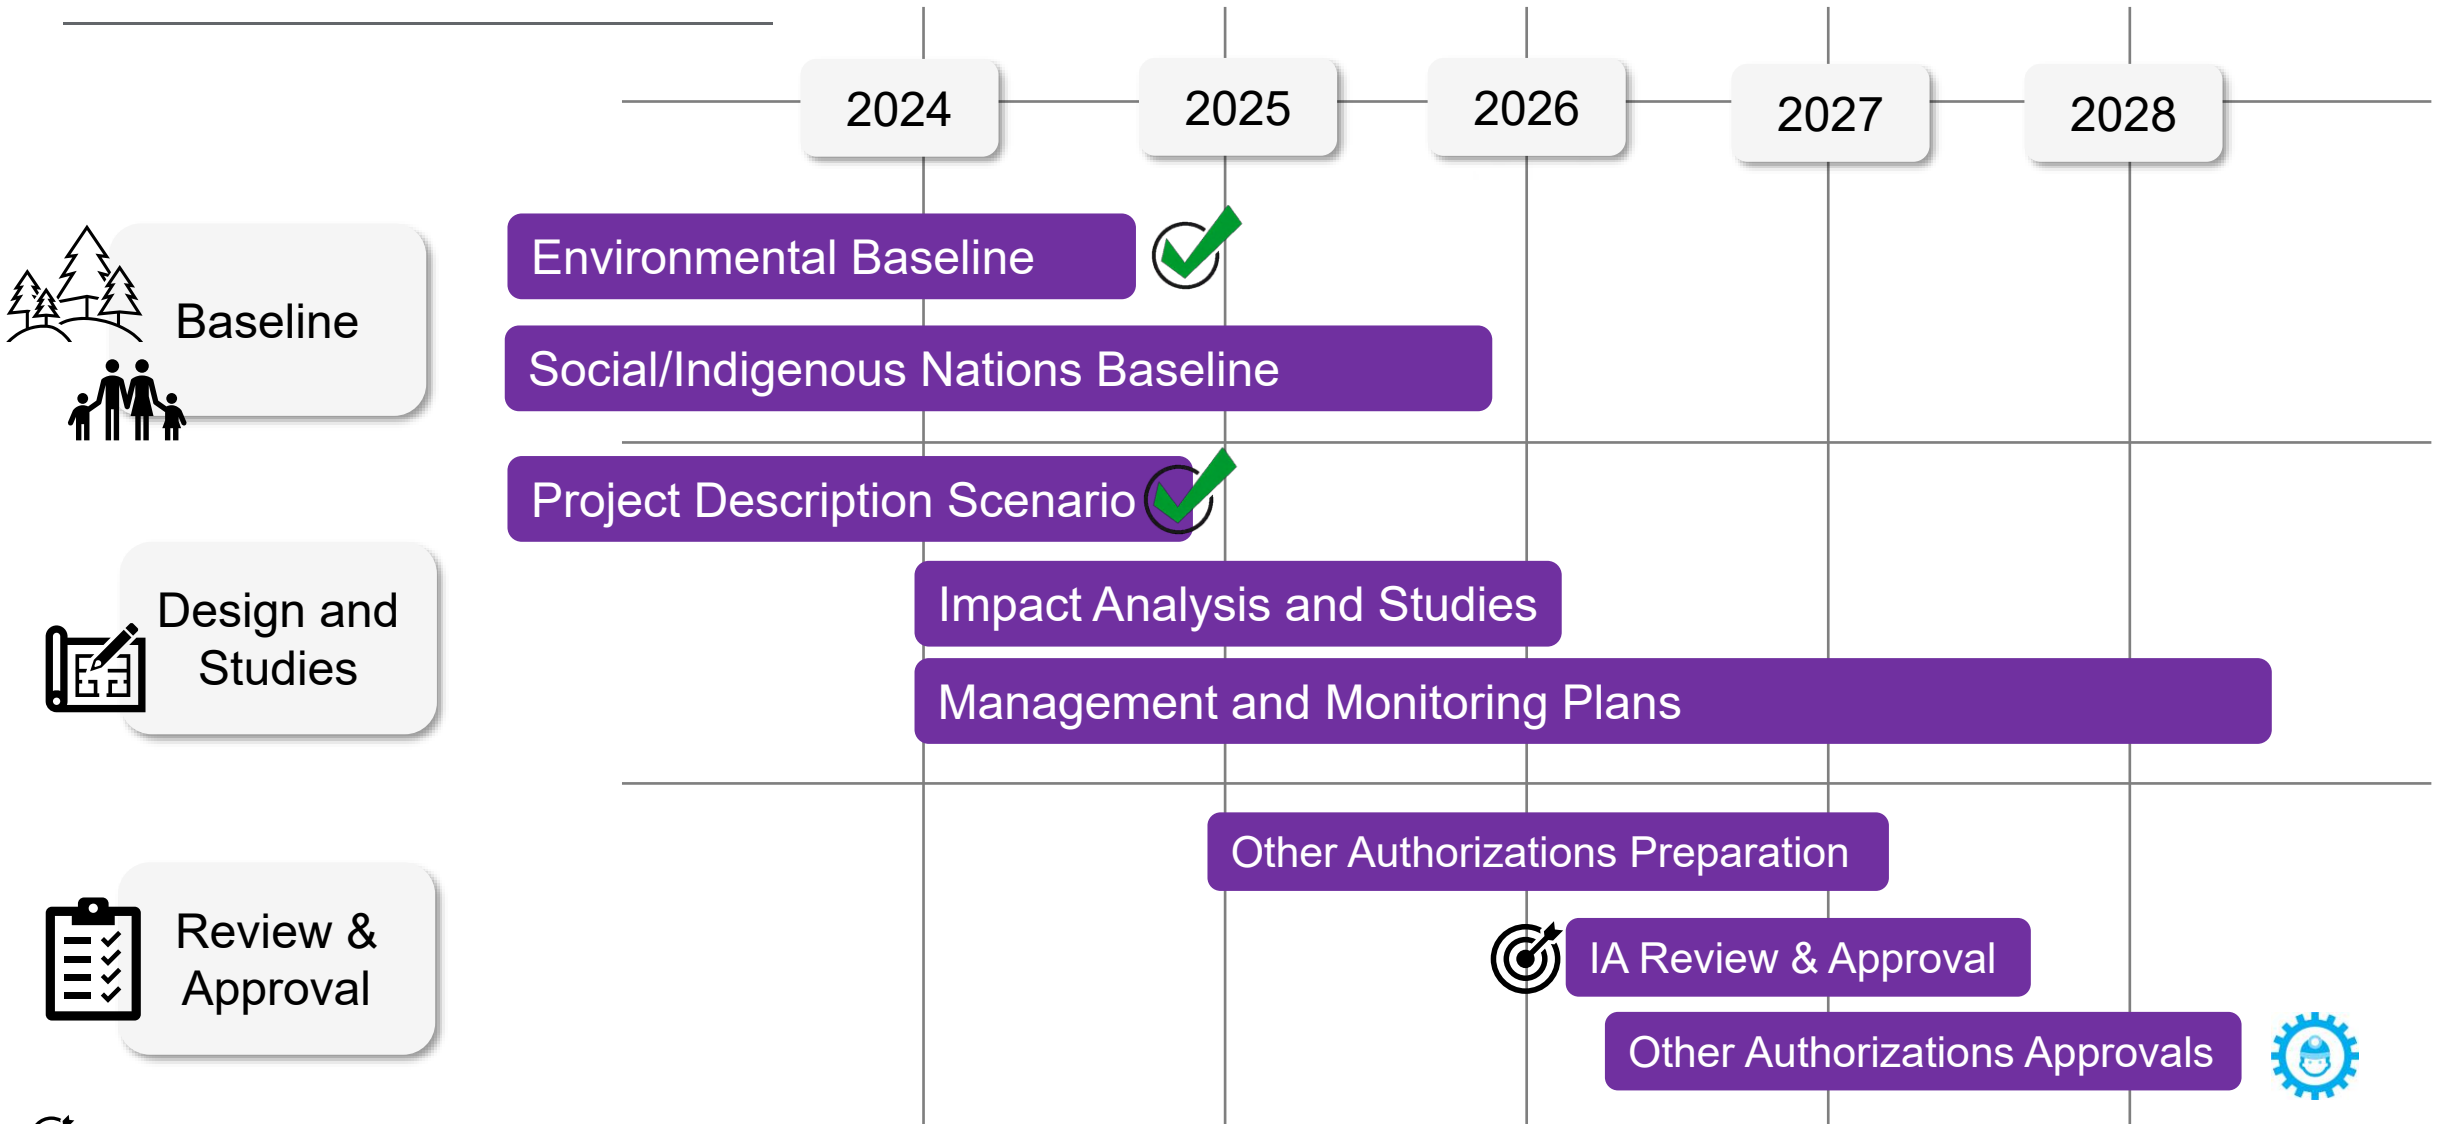 2024
2025
2026
2027
2028
Baseline
Environmental Baseline
Social/Indigenous Nations Baseline
Project Description Scenario
Design and
Studies
Impact Analysis and Studies
Management and Monitoring Plans
Other Authorizations Preparation
Review &
Approval
IA Review & Approval
Other Authorizations Approvals